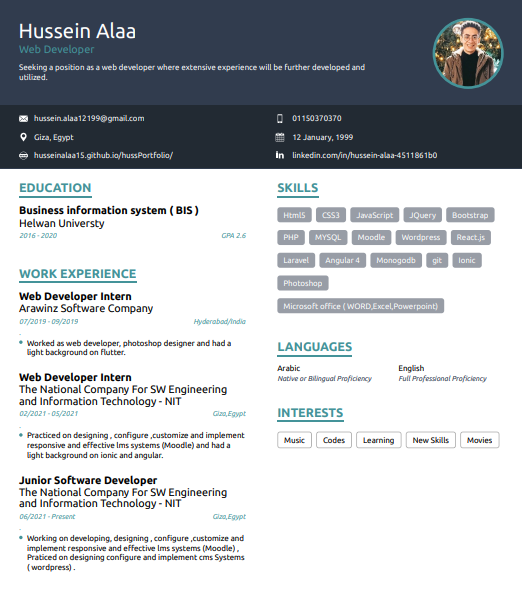 Hussein Alaa
Web Developer
Seeking a position as a web developer where extensive experience will be further developed and
utilized.
hussein.alaa12199@gmail.com
01150370370
Giza, Egypt
12 January, 1999
husseinalaa15.github.io/hussPortfolio/
linkedin.com/in/hussein-alaa-4511861b0
EDUCATION
Business information system ( BIS )
Helwan Universty
2016 - 2020 GPA 2.6
WORK EXPERIENCE
Web Developer Intern
Arawinz Software Company
07/2019 - 09/2019 Hyderabad/India
Worked as web developer, photoshop designer and had a
light background on flutter.
Web Developer Intern
The National Company For SW Engineering
and Information Technology - NIT
02/2021 - 05/2021 Giza,Egypt
Practiced on designing , configure ,customize and implement
responsive and effective lms systems (Moodle) and had a
light background on ionic and angular.
Junior Software Developer
The National Company For SW Engineering
and Information Technology - NIT
06/2021 - Present Giza,Egypt
Working on developing, designing , configure ,customize and
implement responsive and effective lms systems (Moodle) ,
Praticed on designing configure and implement cms Systems
( wordpress) .
SKILLS
Html5 CSS3 JavaScript JQuery Bootstrap
PHP MYSQL Moodle Wordpress React.js
Laravel Angular 4 Monogodb git Ionic
Photoshop
Microsoft office ( WORD,Excel,Powerpoint)
LANGUAGES
Arabic English
Native or Bilingual Proficiency Full Professional Proficiency
INTERESTS
Music Codes Learning New Skills Movies